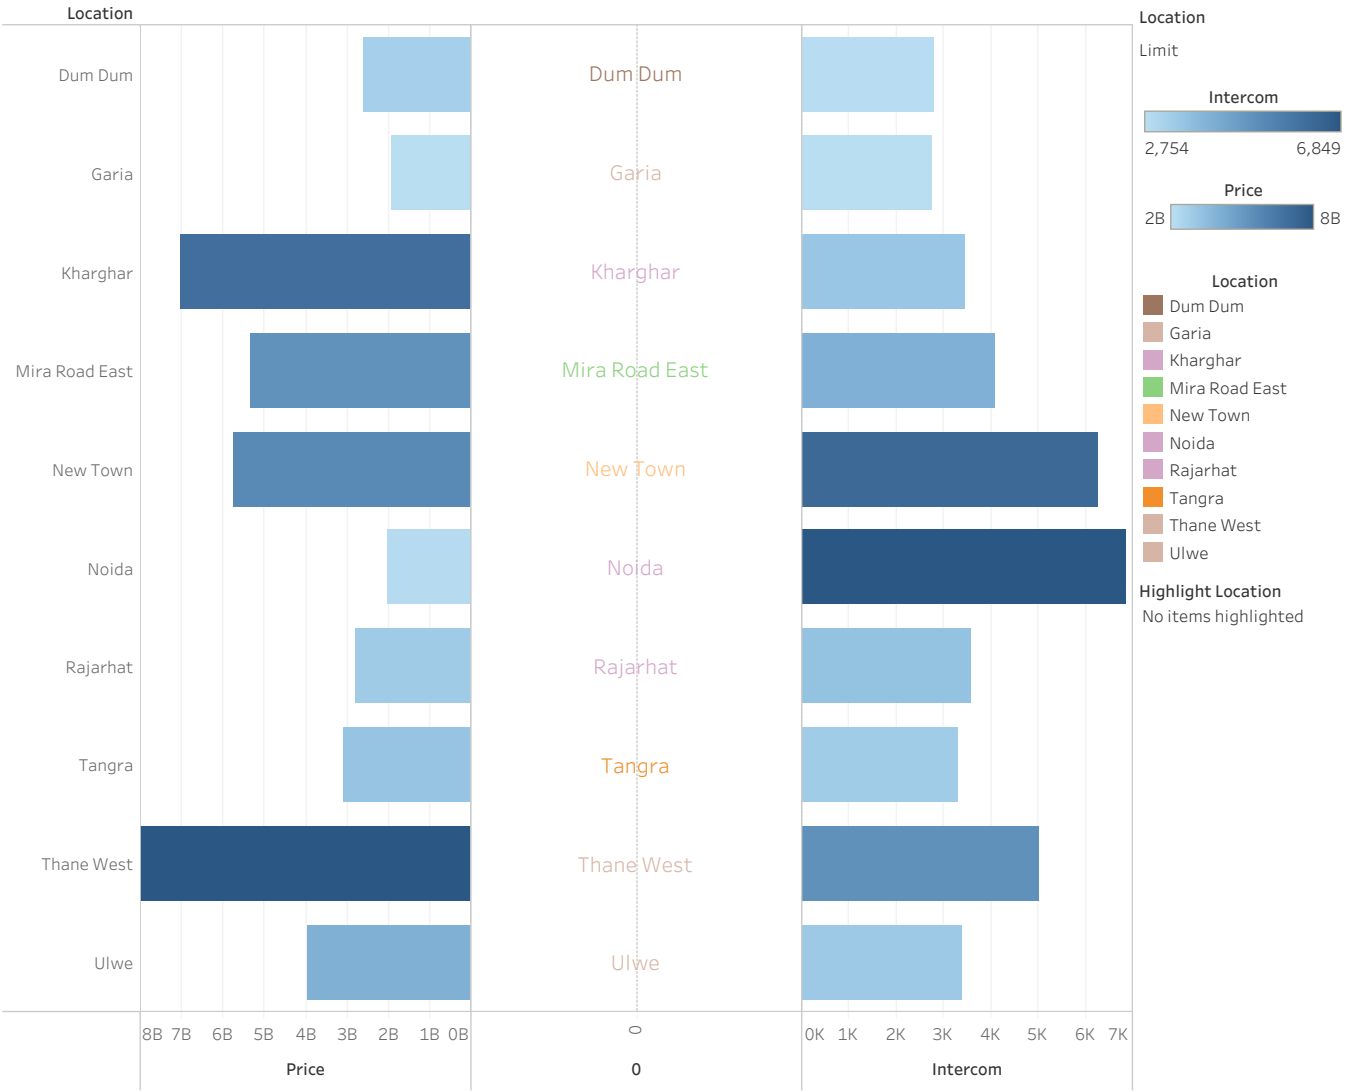 Location
Dum Dum
Garia
Kharghar
Mira Road East
New Town
Noida
Rajarhat
Tangra
Thane West
Ulwe
8B 7B 6B 5B 4B 3B 2B 1B 0B
Price
Dum Dum
Garia
Kharghar
Mira Road East
New Town
Noida
Rajarhat
Tangra
Thane West
Ulwe
0
0
0K 1K 2K 3K 4K 5K 6K 7K
Intercom
Location
Limit
Intercom
2,754 6,849
Price
2B 8B
Location
Dum Dum
Garia
Kharghar
Mira Road East
New Town
Noida
Rajarhat
Tangra
Thane West
Ulwe
Highlight Location
No items highlighted